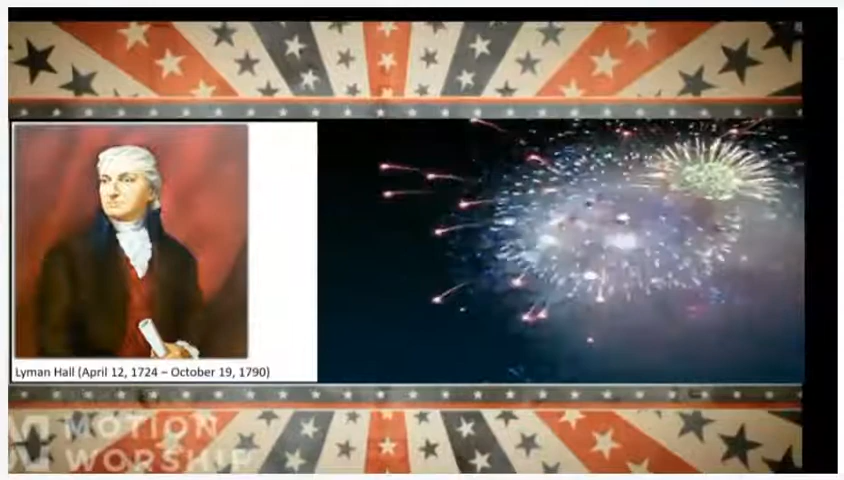 Lyman Hall (April 12, 1724 – October 19, 1790)
MOTION
WORSHIP